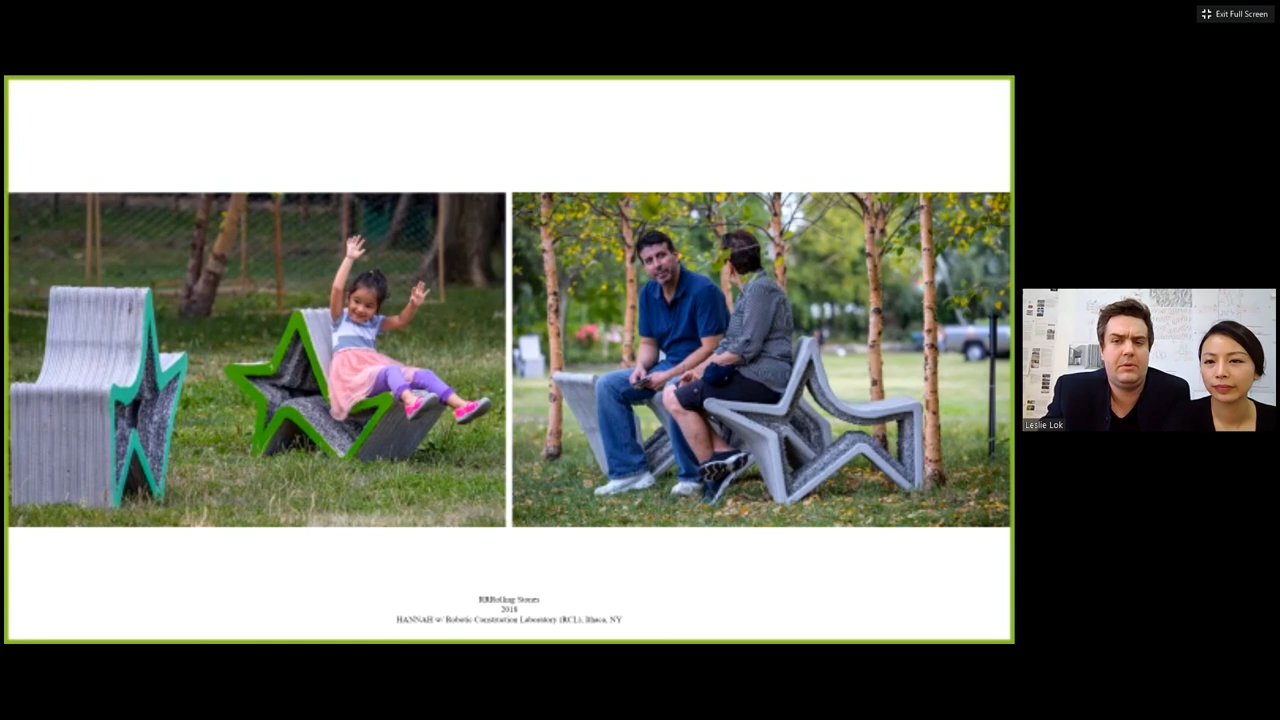 Exit Full Screen
Leslie Lok
RRRolling Stones
2018
HANNAH w/ Robotic Construction Laboratory (RCL), Ithaca, NY